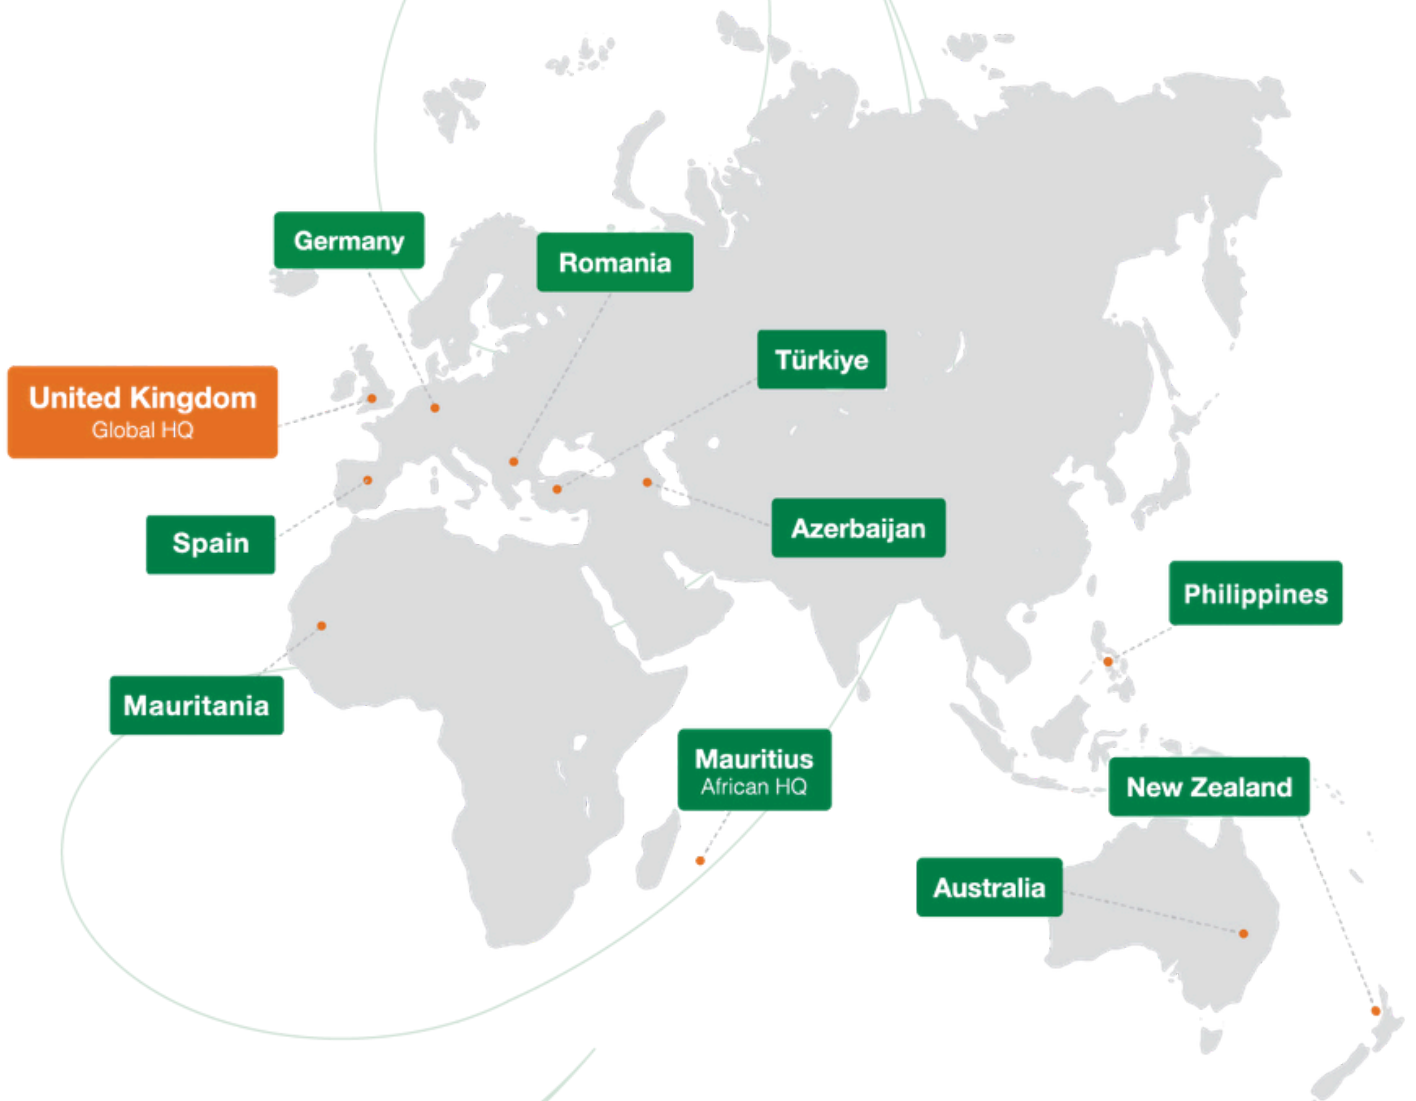 Germany
Romania
Türkiye
United Kingdom
Global HQ
Spain
Azerbaijan
Philippines
Mauritania
Mauritius
African HQ
New Zealand
Australia